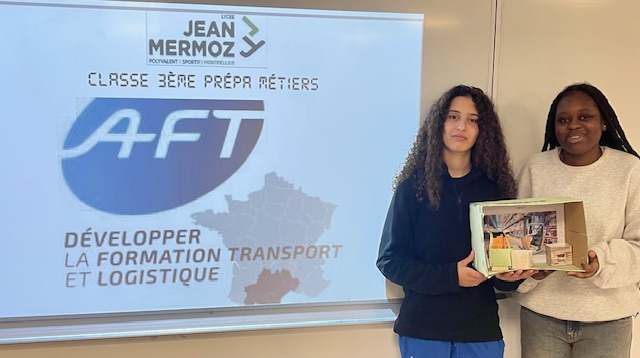 LYCÉE
JEAN
MERMOZ
POLYVALENT | SPORTIF | MONTPELLIER
CLASSE 3ÈME PRÉPA MÉTIERS
AFT
DÉVELOPPER
LA FORMATION TRANSPORT
ET LOGISTIQUE